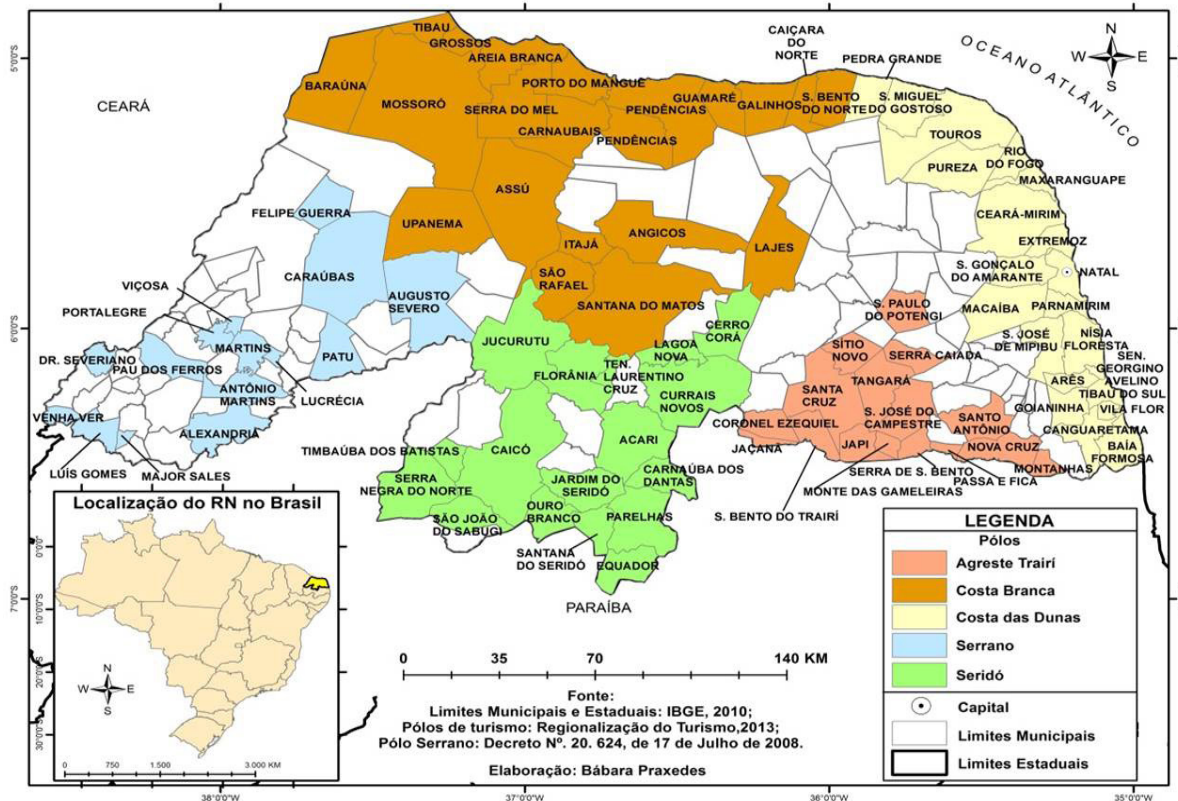 TIBAU
GROSSOS
AREIA BRANCA
CAIÇARA
DO
NORTE
PEDRA GRANDE
OCEANO ATLÂNTICO
N
W
E
S
5°0'0"S
CEARÁ
BARAÚNA
MOSSORÓ
PORTO DO MANGUE
SERRA DO MEL
CARNAUBAIS
PENDÊNCIAS
PENDÊNCIAS
GUAMARÉ
GALINHOS
S. BENTO
DO NORTE
S. MIGUEL
DO GOSTOSO
TOUROS
PUREZA
RIO
DO FOGO
MAXARANGUAPE
ASSÚ
FELIPE GUERRA
UPANEMA
ITAJÁ
ANGICOS
LAJES
CEARÁ-MIRIM
EXTREMOZ
CARAÚBAS
AUGUSTO
SEVERO
SÃO
RAFAEL
SANTANA DO MATOS
S. GONÇALO
DO AMARANTE
NATAL
VIÇOSA
PORTALEGRE
S. PAULO
DO POTENGI
MACAÍBA
PARNAMIRIM
6°0'0"S
MARTINS
PATU
JUCURUTU
CERRO
CORÁ
LAGOA
NOVA
SÍTIO
NOVO
SERRA CAIADA
S. JOSÉ
DE MIPIBU
NÍSIA
FLORESTA
DR. SEVERIANO
PAU DOS FERROS
FLORÂNIA
TEN.
LAURENTINO
CRUZ
SEN.
GEORGINO
AVELINO
ANTÔNIO
MARTINS
LUCRÉCIA
CURRAIS
NOVOS
SANTA
CRUZ
TANGARÁ
ARÊS
TIBAU DO SUL
GOIANINHA
VILA FLOR
VENHA VER
ALEXANDRIA
CORONEL EZEQUIEL
S. JOSÉ DO
CAMPESTRE
SANTO
ANTÔNIO
CANGUARETAMA
LUÍS GOMES
MAJOR SALES
TIMBAÚBA DOS BATISTAS
CAICÓ
ACARI
JAÇANÃ
JAPI
NOVA CRUZ
BAÍA
FORMOSA
SERRA
NEGRA DO NORTE
JARDIM DO
SERIDÓ
CARNAÚBA DOS
DANTAS
SERRA DE S. BENTO
PASSA E FICA
MONTANHAS
MONTE DAS GAMELEIRAS
SÃO JOÃO
DO SABUGI
OURO
BRANCO
PARELHAS
S. BENTO DO TRAIRÍ
SANTANA
DO SERIDÓ
EQUADOR
PARAÍBA
7°0'0"S
Localização do RN no Brasil
0°0'0"
10°0'0"S
20°0'0"S
30°0'0"S
N
W
E
S
0 750 1.500 3.000 KM
0 35 70 140 KM
Fonte:
Limites Municipais e Estaduais: IBGE, 2010;
Pólos de turismo: Regionalização do Turismo,2013;
Pólo Serrano: Decreto Nº. 20. 624, de 17 de Julho de 2008.
Elaboração: Bábara Praxedes
LEGENDA
Pólos
Agreste Trairí
Costa Branca
Costa das Dunas
Serrano
Seridó
Capital
Limites Municipais
Limites Estaduais
38°0'0"W
37°0'0"W
36°0'0"W
35°0'0"W